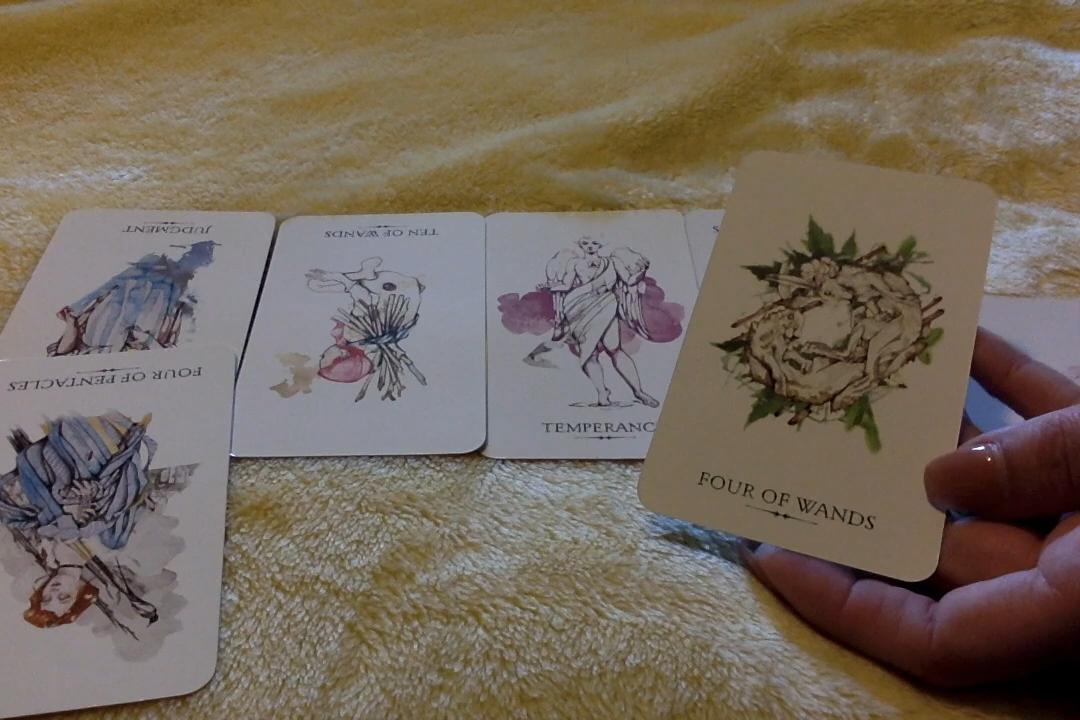 JUDGMENT
TEN OF WANDS
S
FOUR OF PENTACLES
TEMPERANC
FOUR OF WANDS